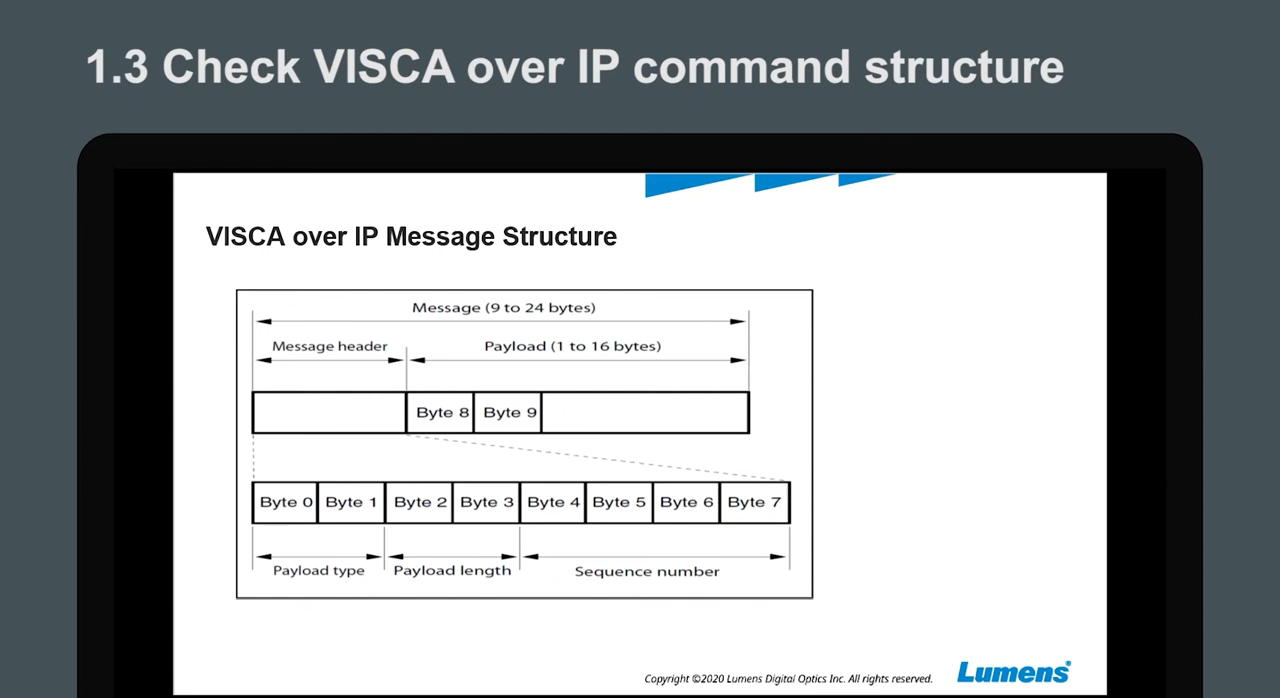 1.3 Check VISCA over IP command structure
VISCA over IP Message Structure
Message (9 to 24 bytes)
Message header Payload (1 to 16 bytes)
Byte 8 Byte 9
Byte 0 Byte 1 Byte 2 Byte 3 Byte 4 Byte 5 Byte 6 Byte 7
Payload type Payload length Sequence number
Copyright ©2020 Lumens Digital Optics Inc. All rights reserved.
Lumens®